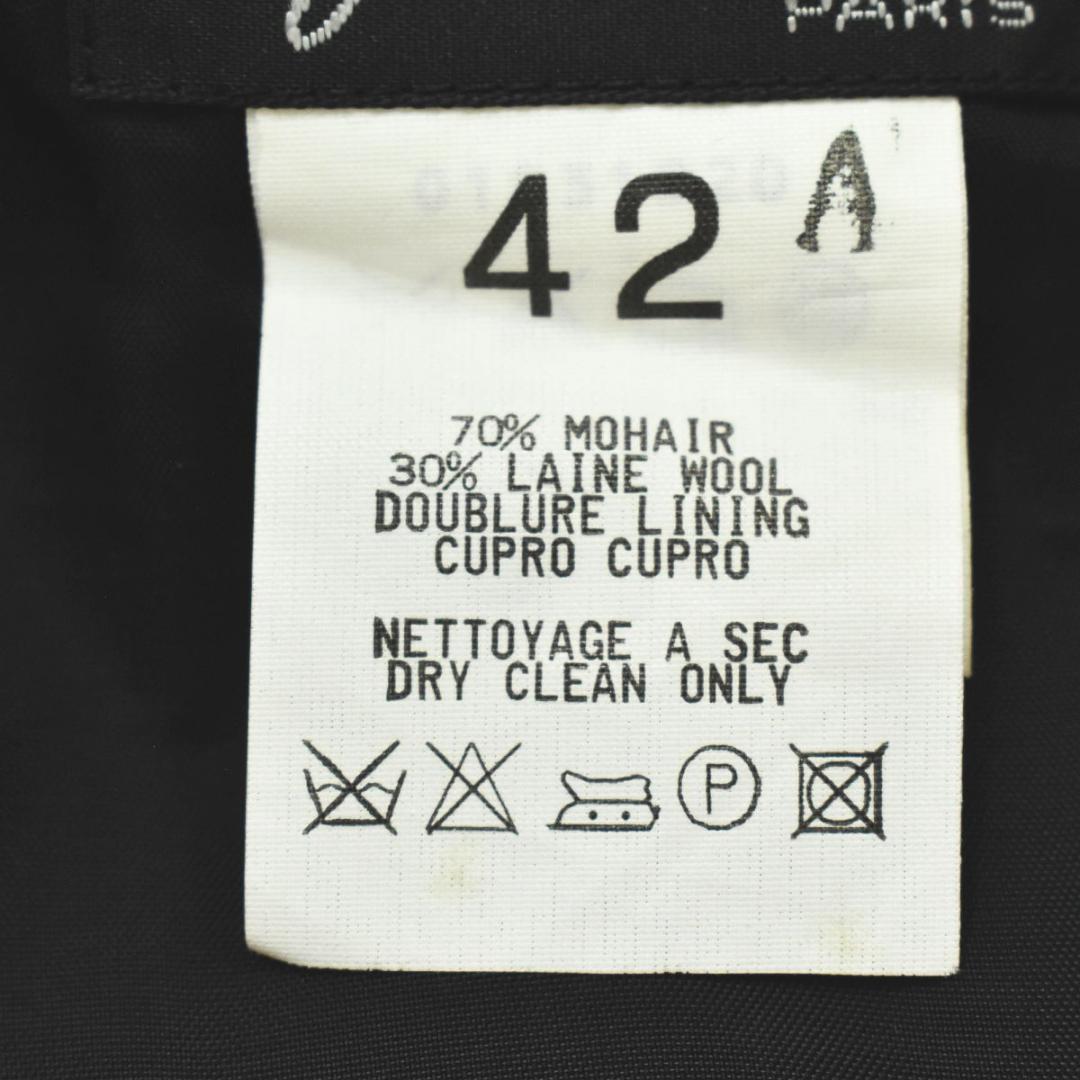 PARIS
42 A
70% MOHAIR
30% LAINE WOOL
DOUBLURE LINING
CUPRO CUPRO
NETTOYAGE A SEC
DRY CLEAN ONLY
P